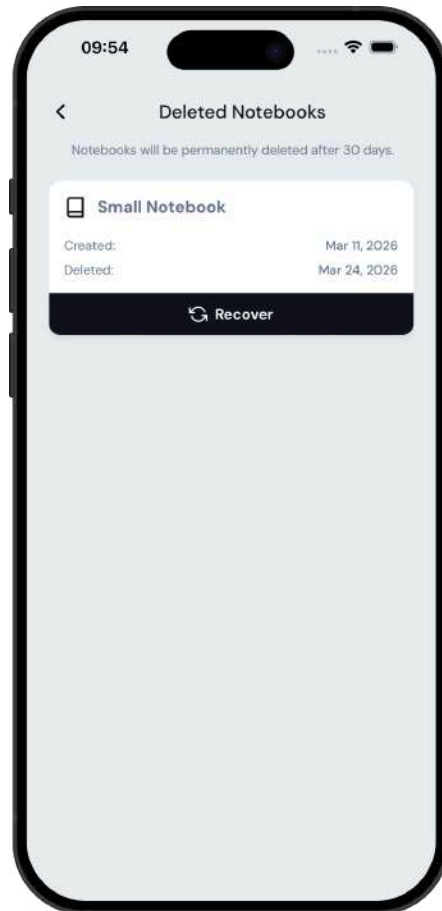 09:54
Deleted Notebooks
Notebooks will be permanently deleted after 30 days.
Small Notebook
Created: Mar 11, 2026
Deleted: Mar 24, 2026
Recover